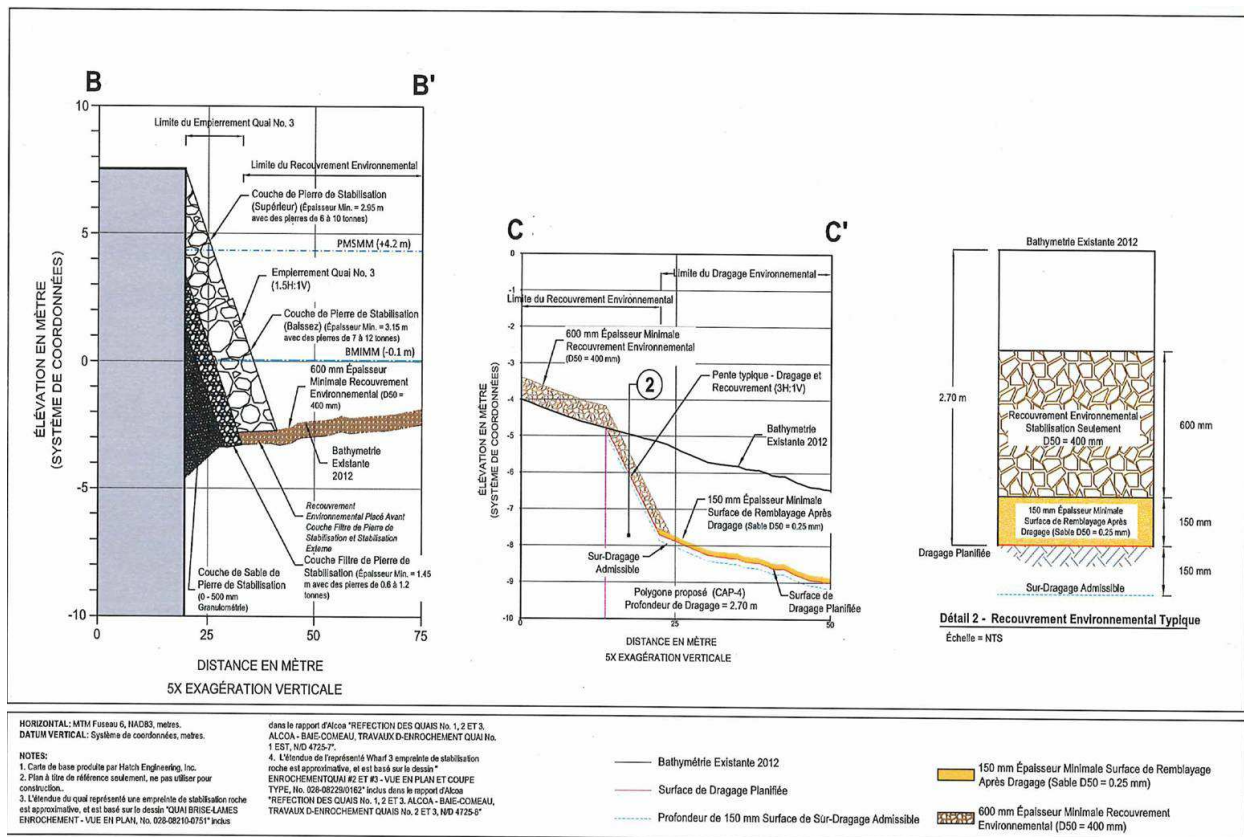 B
B'
10
5
0
-5
-10
0
25
50
75
ÉLÉVATION EN MÈTRE
(SYSTÈME DE COORDONNÉES)
Limite du Empierrement Quai No. 3
Limite du Recouvrement Environnemental
Couche de Pierre de Stabilisation
(Supérieur) (Épaisseur Min. = 2.95 m
avec des pierres de 6 à 10 tonnes)
PMSMM (+4.2 m)
Empierrement Quai No. 3
(1.5H:1V)
Couche de Pierre de Stabilisation
(Baissez) (Épaisseur Min. = 3.15 m
avec des pierres de 7 à 12 tonnes)
BMIMM (-0.1 m)
600 mm Épaisseur
Minimale Recouvrement
Environnemental (D50 =
400 mm)
Bathymetrie
Existante
2012
Recouvrement
Environnemental Placé Avant
Couche Filtre de Pierre de
Stabilisation et Stabilisation
Externe
Couche Filtre de Pierre de
Stabilisation (Épaisseur Min. = 1.45
m avec des pierres de 0.6 à 1.2
tonnes)
Couche de Sable de
Pierre de Stabilisation
(0 - 500 mm
Granulométrie)
DISTANCE EN MÈTRE
5X EXAGÉRATION VERTICALE
C
C'
0
-1
-2
-3
-4
-5
-6
-7
-8
-9
-10
0
25
50
ÉLÉVATION EN MÈTRE
(SYSTÈME DE COORDONNÉES)
Limite du Dragage Environnemental
Limite du Recouvrement Environnemental
600 mm Épaisseur Minimale
Recouvrement Environnemental
(D50 = 400 mm)
2
Pente typique - Dragage et
Recouvrement (3H:1V)
Bathymetrie
Existante 2012
150 mm Épaisseur Minimale
Surface de Remblayage Après
Dragage (Sable D50 = 0.25 mm)
Sur-Dragage
Admissible
Polygone proposé (CAP-4)
Profondeur de Dragage = 2.70 m
Surface de
Dragage Planifiée
DISTANCE EN MÈTRE
5X EXAGÉRATION VERTICALE
Bathymetrie Existante 2012
2.70 m
Recouvrement Environnemental
Stabilisation Seulement
D50 = 400 mm
600 mm
150 mm Épaisseur Minimale
Surface de Remblayage Après
Dragage (Sable D50 = 0.25 mm)
150 mm
Dragage Planifiée
150 mm
Sur-Dragage Admissible
Détail 2 - Recouvrement Environnemental Typique
Échelle = NTS
HORIZONTAL: MTM Fuseau 6, NAD83, metres.
DATUM VERTICAL: Système de coordonnées, metres.
NOTES:
1. Carte de base produite par Hatch Engineering, Inc.
2. Plan à titre de référence seulement, ne pas utiliser pour
construction..
3. L'étendue du quai représenté une empreinte de stabilisation roche
est approximative, et est basé sur le dessin "QUAI BRISE-LAMES
ENROCHEMENT - VUE EN PLAN, No. 028-08210-0751" inclus
dans le rapport d'Alcoa "REFECTION DES QUAIS No. 1, 2 ET 3,
ALCOA - BAIE-COMEAU, TRAVAUX D-ENROCHEMENT QUAI No.
1 EST, N/D 4725-7".
4. L'étendue de l'représenté Wharf 3 empreinte de stabilisation
roche est approximative, et est basé sur le dessin "
ENROCHEMENTQUAI #2 ET #3 - VUE EN PLAN ET COUPE
TYPE, No. 028-08229/0162" inclus dans le rapport d'Alcoa
"REFECTION DES QUAIS No. 1, 2 ET 3. ALCOA - BAIE-COMEAU,
TRAVAUX D-ENROCHEMENT QUAIS No. 2 ET 3, N/D 4725-6"
Bathymétrie Existante 2012
Surface de Dragage Planifiée
Profondeur de 150 mm Surface de Sur-Dragage Admissible
150 mm Épaisseur Minimale Surface de Remblayage
Après Dragage (Sable D50 = 0.25 mm)
600 mm Épaisseur Minimale Recouvrement
Environnemental (D50 = 400 mm)